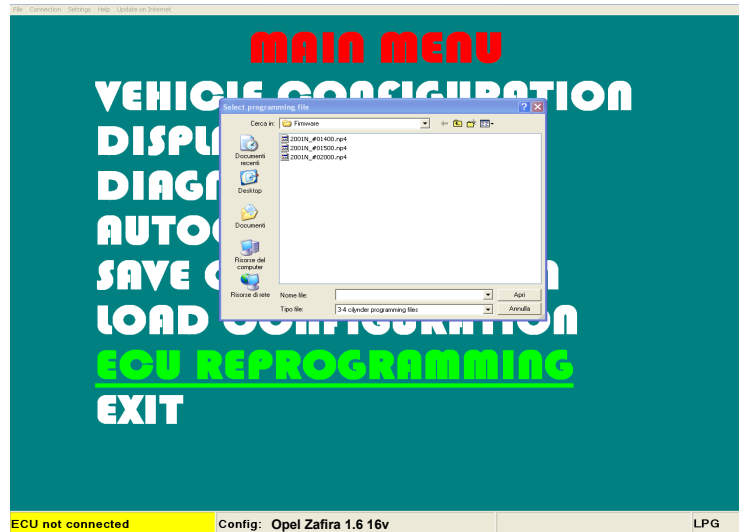 File Connection Settings Help Update on Internet
MAIN MENU
VEHICLE CONFIGURATION
Select programming file
Cerca in: Firmware
2001N_#01400.np4
2001N_#01500.np4
2001N_#02000.np4
Documenti
recenti
Desktop
Documenti
Risorse del
computer
Risorse di rete
Nome file:
Apri
Tipo file: 3-4 cilynder programming files
Annulla
DISPL
DIAGN
AUTO
SAVE
LOAD CONFIGURATION
ECU REPROGRAMMING
EXIT
ECU not connected
Config: Opel Zafira 1.6 16v
LPG